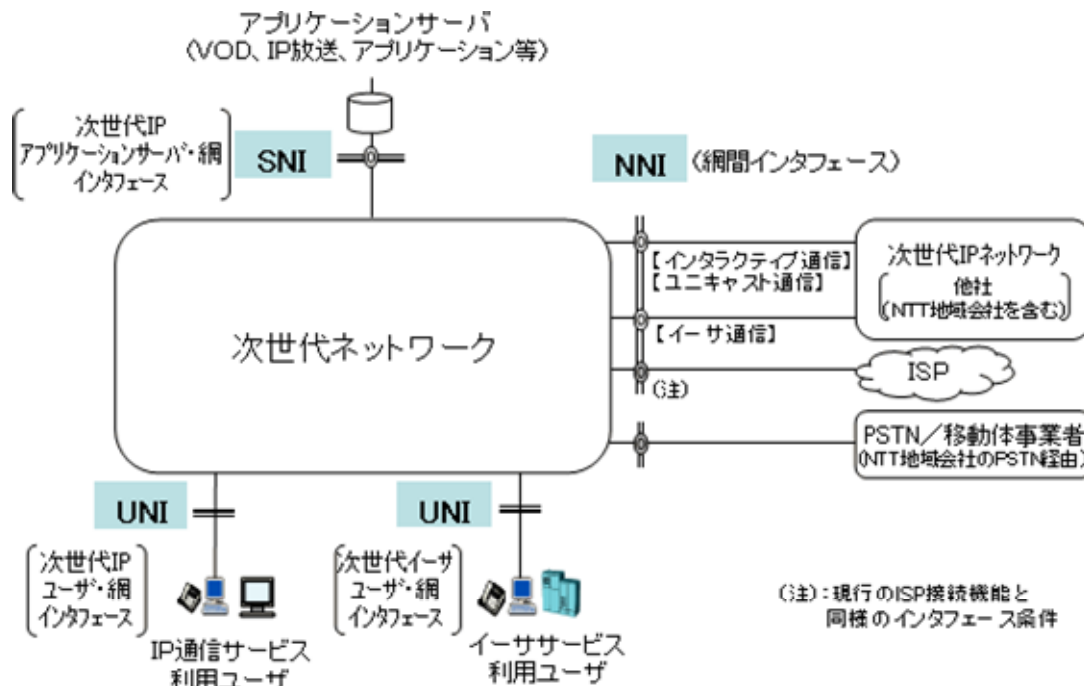 アプリケーションサーバ
(VOD、IP放送、アプリケーション等)
次世代IP
アプリケーションサーバ・網
インタフェース
SNI
NNI
(網間インタフェース)
【インタラクティブ通信】
【ユニキャスト通信】
次世代IPネットワーク
他社
(NTT地域会社を含む)
次世代ネットワーク
【イーサ通信】
ISP
(注)
PSTN/移動体事業者
(NTT地域会社のPSTN経由)
UNI
UNI
次世代IP
ユーザ・網
インタフェース
次世代イーサ
ユーザ・網
インタフェース
(注):現行のISP接続機能と
同様のインタフェース条件
IP通信サービス
利用ユーザ
イーササービス
利用ユーザ